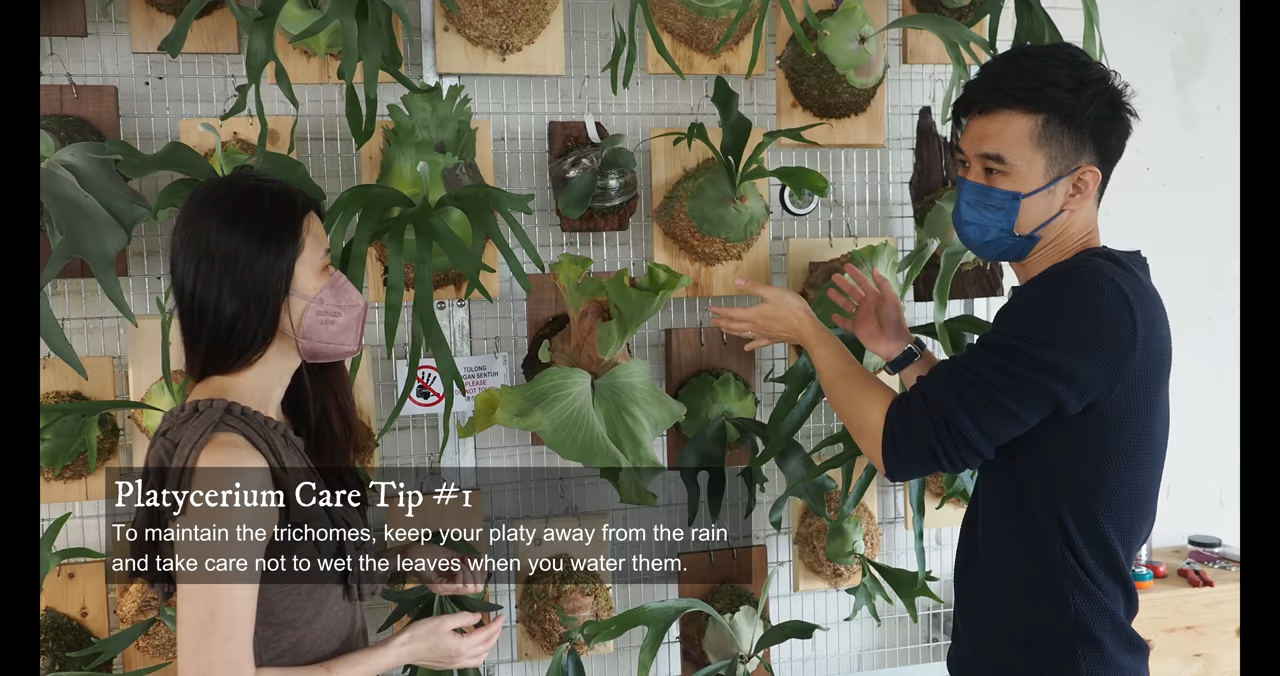 TOLONG
GAN SENTUH
PLEASE
Platycerium Care Tip #1
To maintain the trichomes, keep your platy away from the rain
and take care not to wet the leaves when you water them.